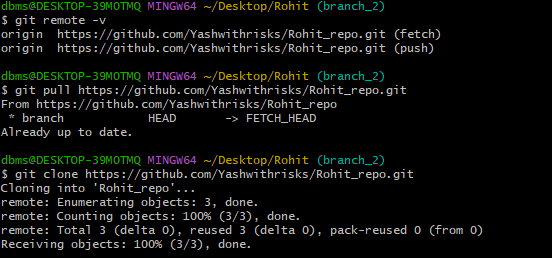 dbms@DESKTOP-39MOTMQ MINGW64 ~/Desktop/Rohit (branch_2)
$ git remote -v
origin  https://github.com/Yashwithrisks/Rohit_repo.git (fetch)
origin  https://github.com/Yashwithrisks/Rohit_repo.git (push)

dbms@DESKTOP-39MOTMQ MINGW64 ~/Desktop/Rohit (branch_2)
$ git pull https://github.com/Yashwithrisks/Rohit_repo.git
From https://github.com/Yashwithrisks/Rohit_repo
 * branch            HEAD       -> FETCH_HEAD
Already up to date.

dbms@DESKTOP-39MOTMQ MINGW64 ~/Desktop/Rohit (branch_2)
$ git clone https://github.com/Yashwithrisks/Rohit_repo.git
Cloning into 'Rohit_repo'...
remote: Enumerating objects: 3, done.
remote: Counting objects: 100% (3/3), done.
remote: Total 3 (delta 0), reused 3 (delta 0), pack-reused 0 (from 0)
Receiving objects: 100% (3/3), done.